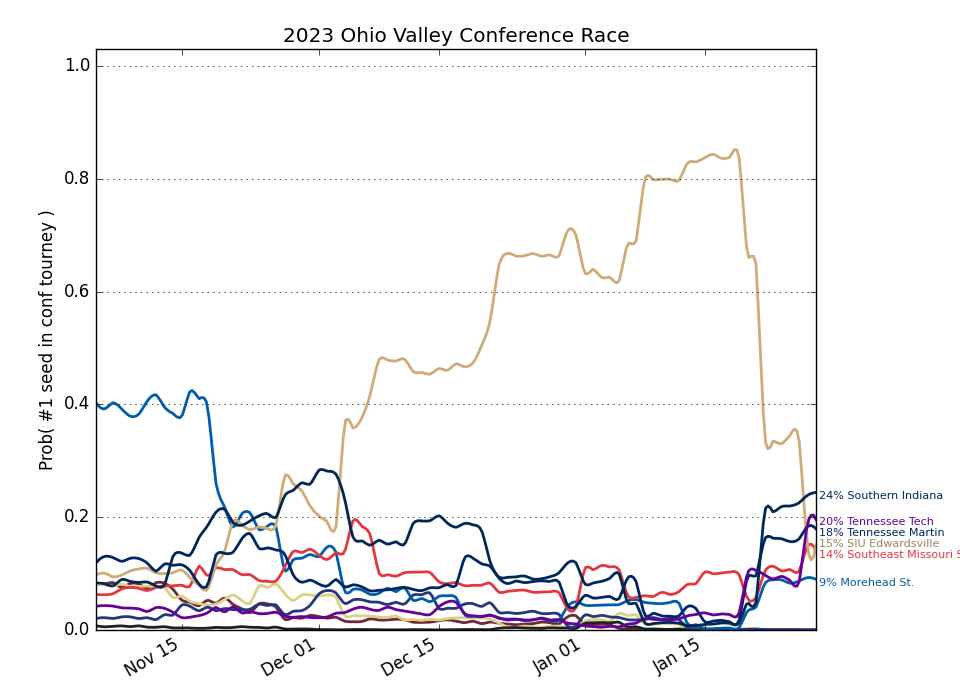 2023 Ohio Valley Conference Race
Prob( #1 seed in conf tourney )
1.0
0.8
0.6
0.4
0.2
0.0
Nov 15
Dec 01
Dec 15
Jan 01
Jan 15
24% Southern Indiana
20% Tennessee Tech
18% Tennessee Martin
15% SIU Edwardsville
14% Southeast Missouri S
9% Morehead St.